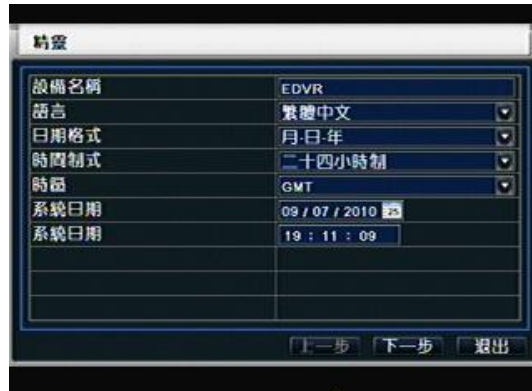 精靈
設備名稱 EDVR
語言 繁體中文
日期格式 月-日-年
時間制式 二十四小時制
時區 GMT
系統日期 09 / 07 / 2010 25
系統日期 19 : 11 : 09
上一步 下一步 退出